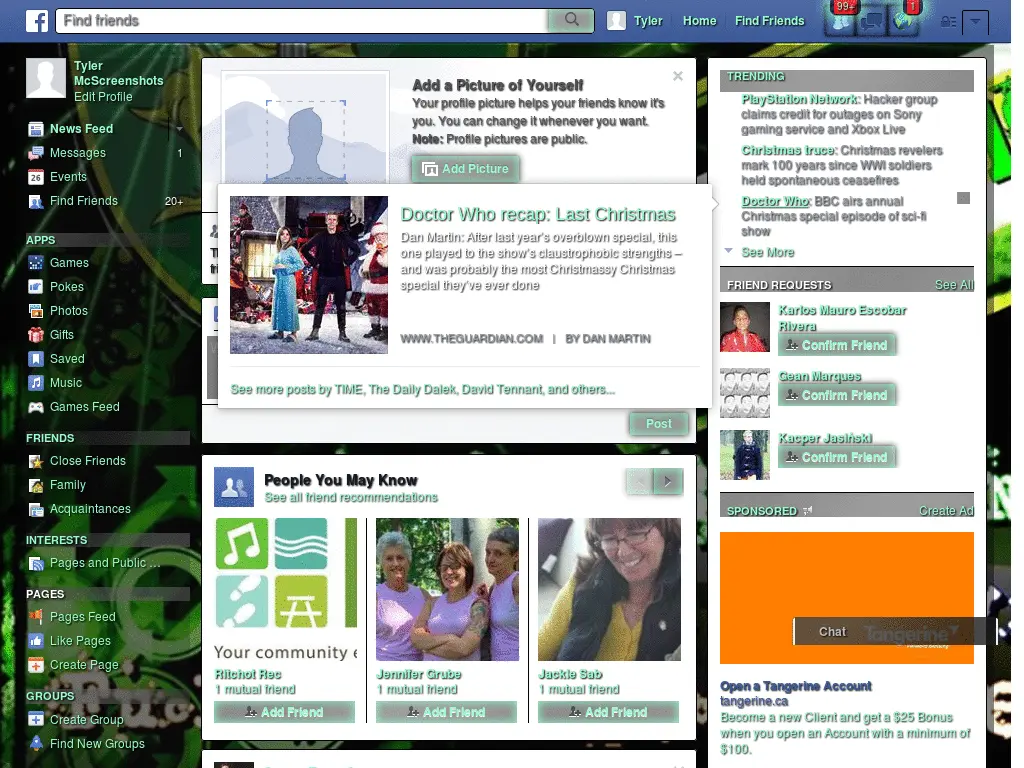 Find friends
Tyler
Home
Find Friends
99+
1
Tyler
McScreenshots
Edit Profile
News Feed
Messages 1
26 Events
Find Friends 20+
APPS
Games
Pokes
Photos
Gifts
Saved
Music
Games Feed
FRIENDS
Close Friends
Family
Acquaintances
INTERESTS
Pages and Public ...
PAGES
Pages Feed
Like Pages
Create Page
GROUPS
Create Group
Find New Groups
Add a Picture of Yourself
Your profile picture helps your friends know it's
you. You can change it whenever you want.
Note: Profile pictures are public.
Add Picture
Doctor Who recap: Last Christmas
Dan Martin: After last year's overblown special, this
one played to the show's claustrophobic strengths –
and was probably the most Christmassy Christmas
special they've ever done
WWW.THEGUARDIAN.COM | BY DAN MARTIN
See more posts by TIME, The Daily Dalek, David Tennant, and others...
Post
People You May Know
See all friend recommendations
Your community e
Ritchot Rec
1 mutual friend
Add Friend
Jennifer Grube
1 mutual friend
Add Friend
Jackie Sab
1 mutual friend
Add Friend
TRENDING
PlayStation Network: Hacker group
claims credit for outages on Sony
gaming service and Xbox Live
Christmas truce: Christmas revelers
mark 100 years since WWI soldiers
held spontaneous ceasefires
Doctor Who: BBC airs annual
Christmas special episode of sci-fi
show
See More
FRIEND REQUESTS See All
Karlos Mauro Escobar
Rivera
Confirm Friend
Gean Marques
Confirm Friend
Kacper Jasiński
Confirm Friend
SPONSORED Create Ad
Chat
Tangerine
Forward Banking
Open a Tangerine Account
tangerine.ca
Become a new Client and get a $25 Bonus
when you open an Account with a minimum of
$100.